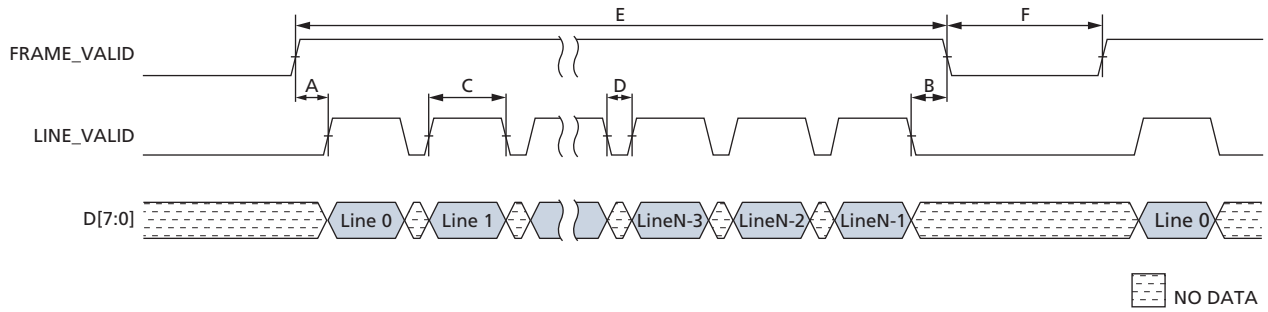 E
F
FRAME_VALID
A
C
D
B
LINE_VALID
D[7:0]
Line 0
Line 1
LineN-3
LineN-2
LineN-1
Line 0
NO DATA